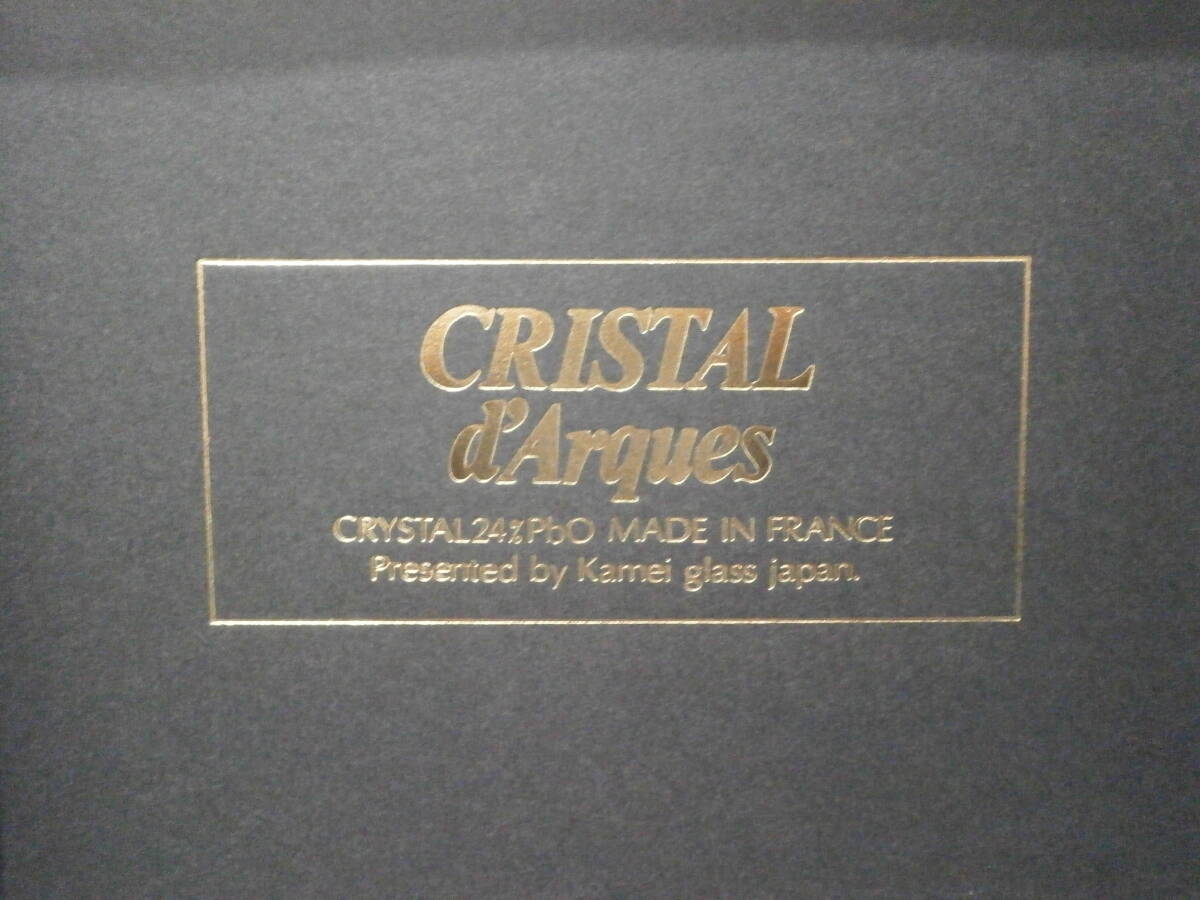 CRISTAL
d'Arques
CRYSTAL24%PbO MADE IN FRANCE
Presented by Kamei glass japan.